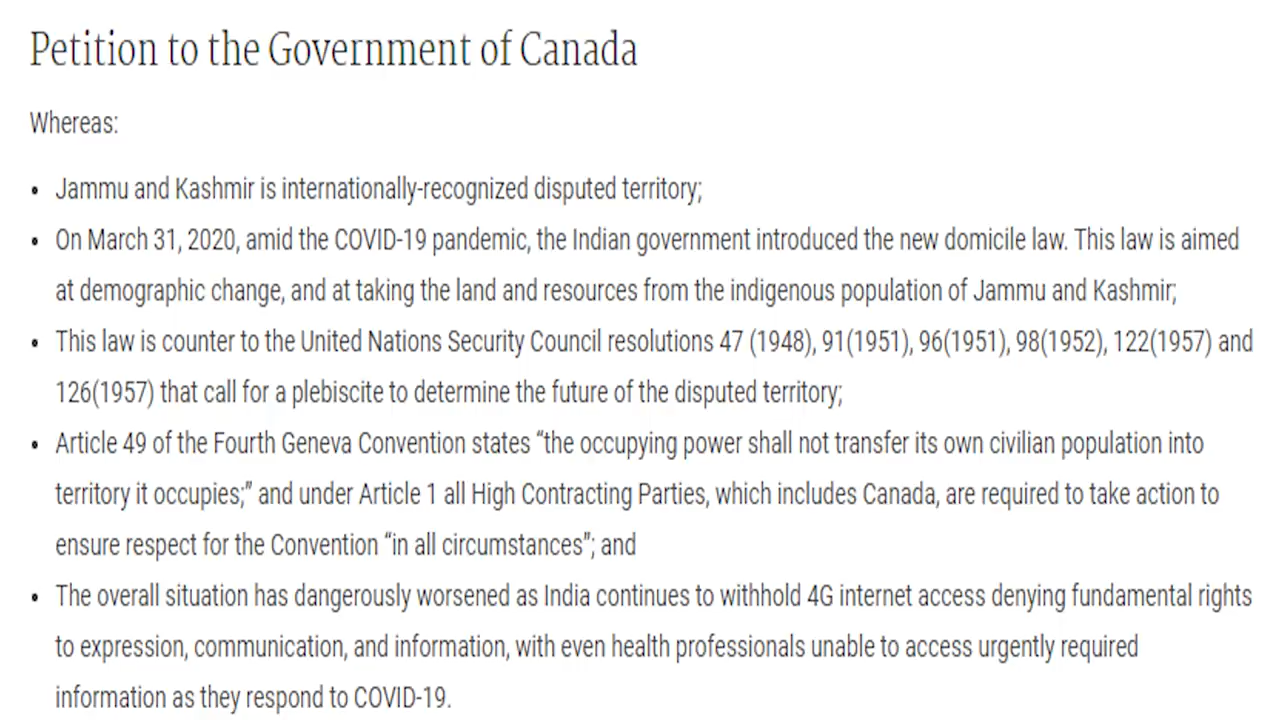 Petition to the Government of Canada
Whereas:
• Jammu and Kashmir is internationally-recognized disputed territory;
• On March 31, 2020, amid the COVID-19 pandemic, the Indian government introduced the new domicile law. This law is aimed
at demographic change, and at taking the land and resources from the indigenous population of Jammu and Kashmir;
• This law is counter to the United Nations Security Council resolutions 47 (1948), 91(1951), 96(1951), 98(1952), 122(1957) and
126(1957) that call for a plebiscite to determine the future of the disputed territory;
• Article 49 of the Fourth Geneva Convention states “the occupying power shall not transfer its own civilian population into
territory it occupies;” and under Article 1 all High Contracting Parties, which includes Canada, are required to take action to
ensure respect for the Convention “in all circumstances”; and
• The overall situation has dangerously worsened as India continues to withhold 4G internet access denying fundamental rights
to expression, communication, and information, with even health professionals unable to access urgently required
information as they respond to COVID-19.